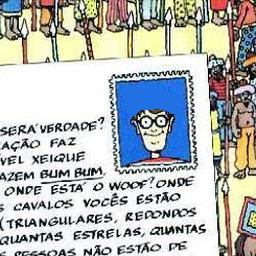 SERÁ VERDADE?
AÇÃO FAZ
VEL XEIQUE
AZEM BUM BUM.
ONDE ESTÁ O WOOF? ONDE
S CAVALOS VOCÊS ESTÃO
(TRIANGULARES, REDONDOS
QUANTAS ESTRELAS, QUANTAS
S PESSOAS NÃO ESTÃO DE